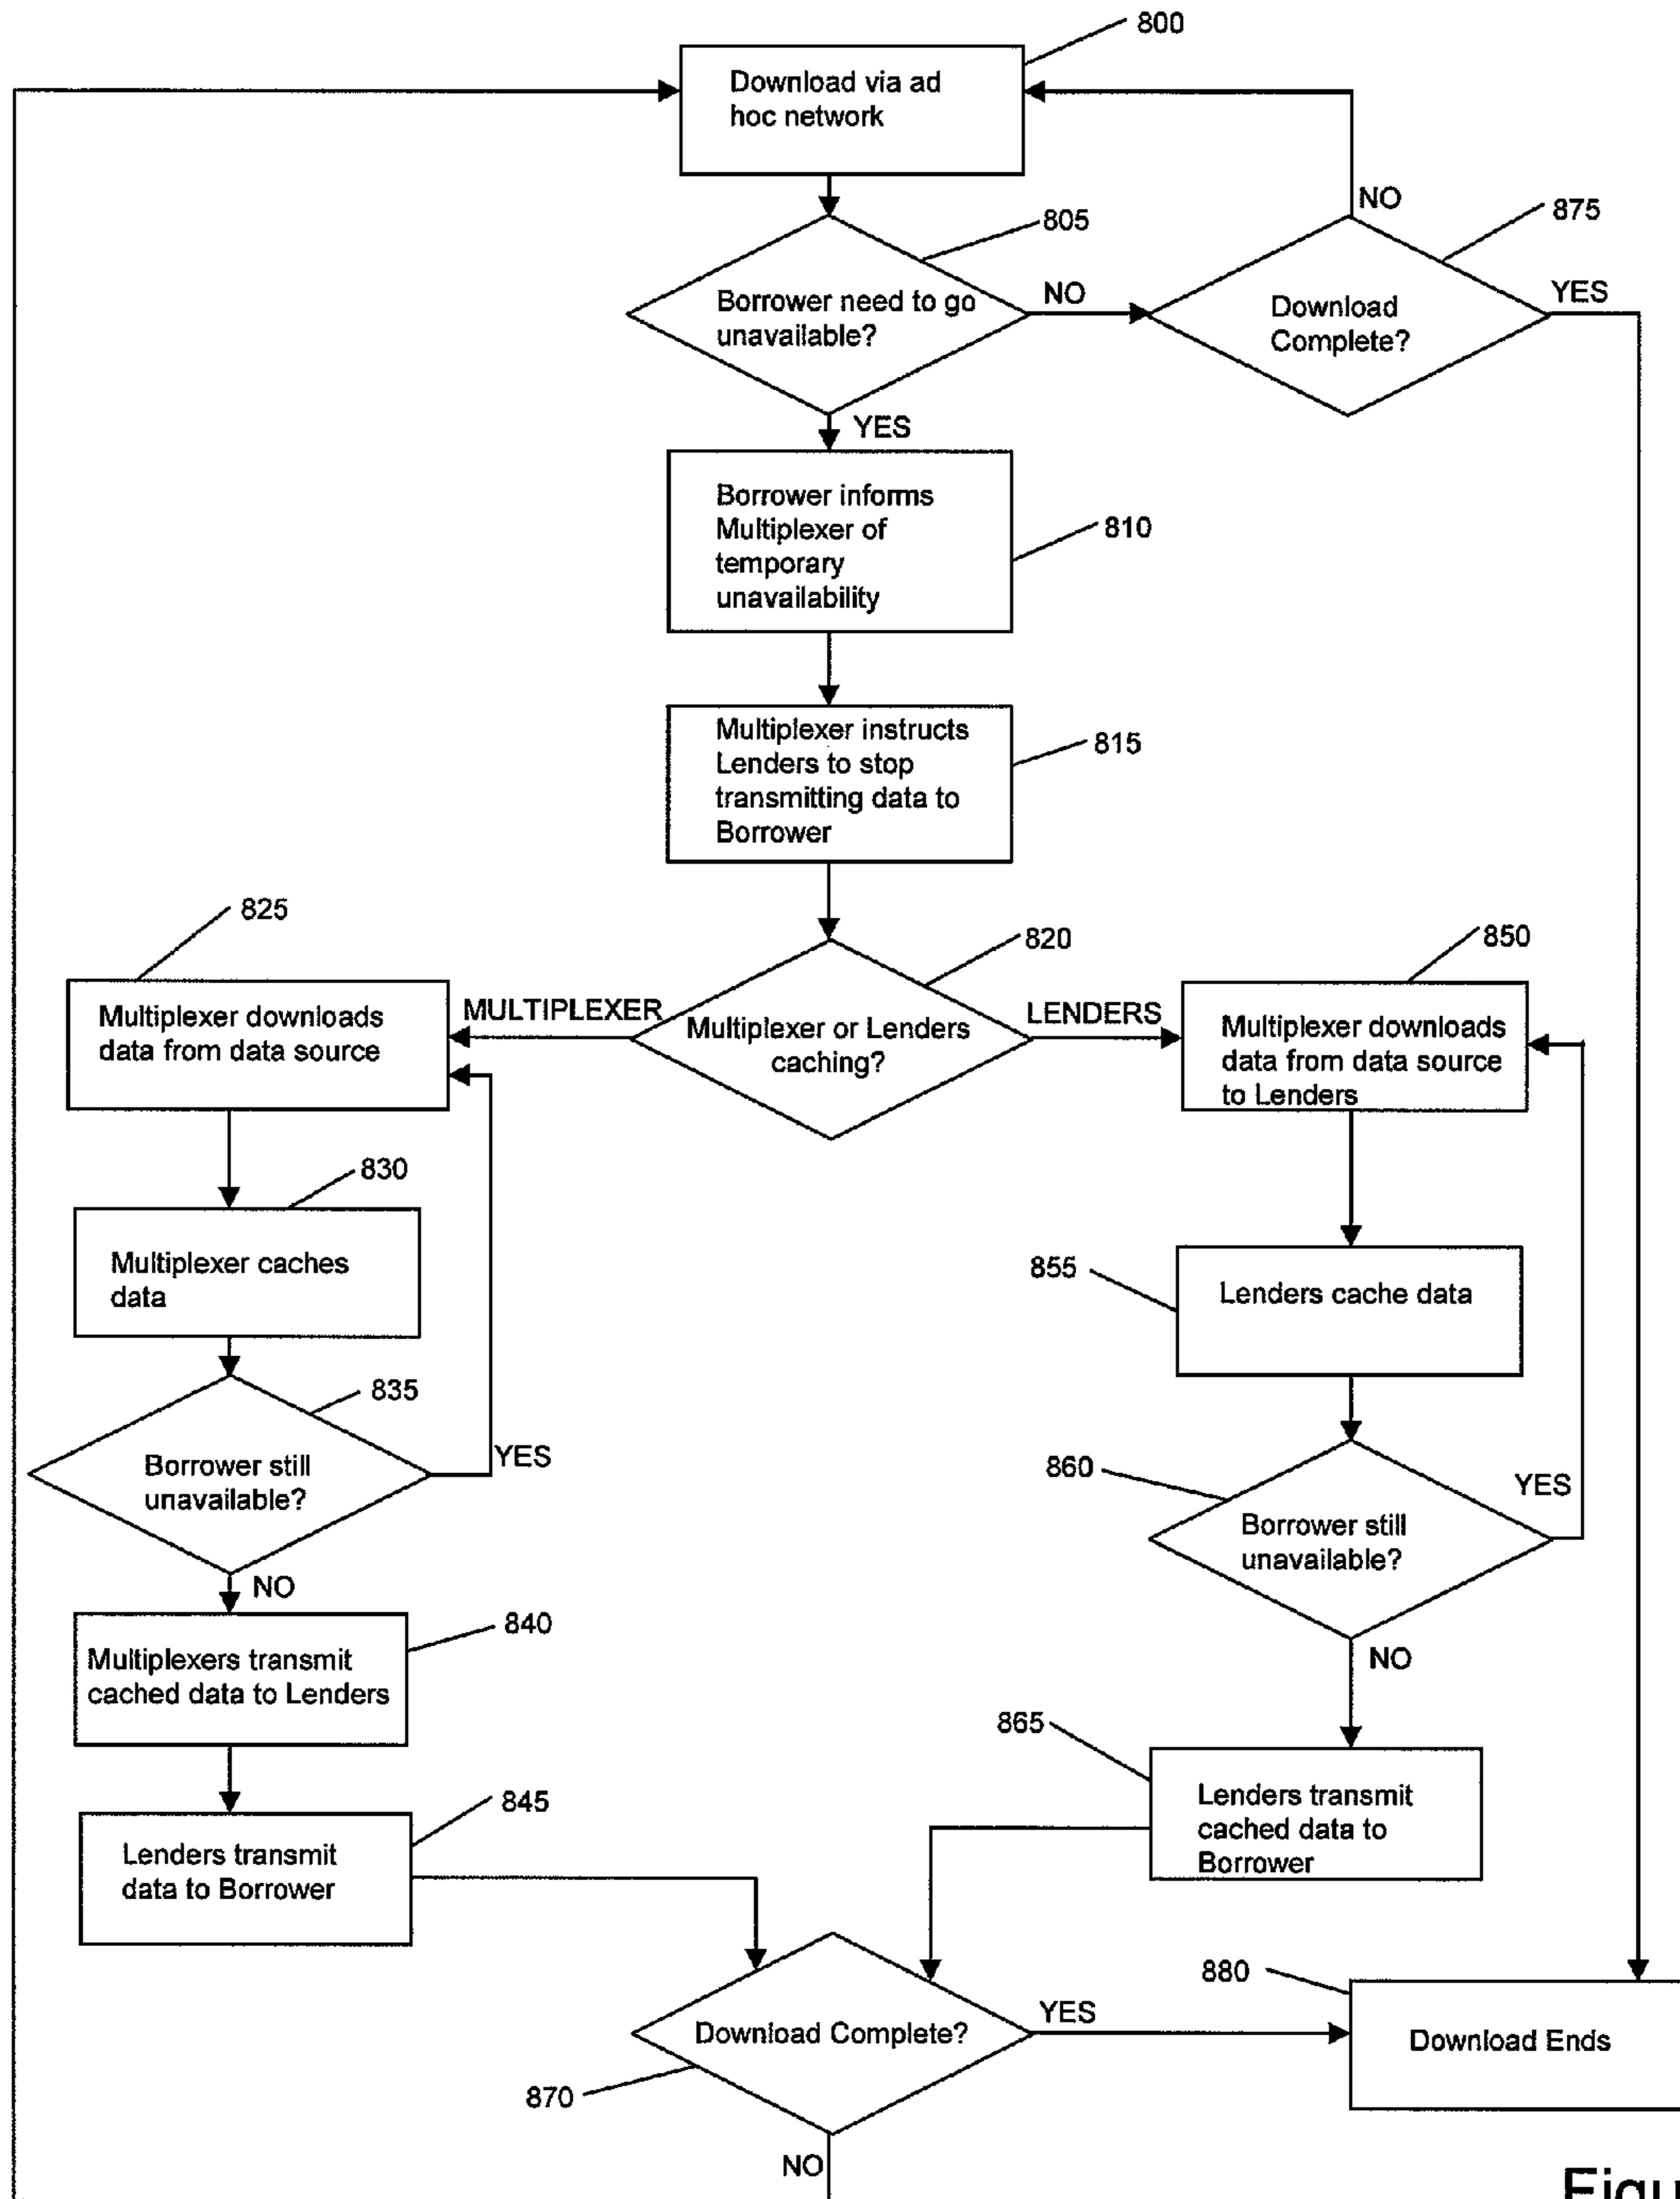 800
Download via ad
hoc network
NO
875
805
Borrower need to go
unavailable?
NO
Download
Complete?
YES
YES
Borrower informs
Multiplexer of
temporary
unavailability
810
Multiplexer instructs
Lenders to stop
transmitting data to
Borrower
815
825
820
850
Multiplexer downloads
data from data source
MULTIPLEXER
Multiplexer or Lenders
caching?
LENDERS
Multiplexer downloads
data from data source
to Lenders
830
Multiplexer caches
data
855
Lenders cache data
835
Borrower still
unavailable?
YES
860
Borrower still
unavailable?
YES
NO
840
Multiplexers transmit
cached data to Lenders
NO
865
Lenders transmit
cached data to
Borrower
845
Lenders transmit
data to Borrower
Download Complete?
YES
880
Download Ends
870
NO